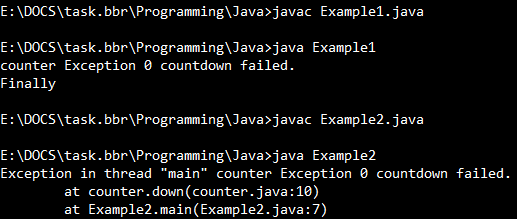 E:\DOCS\task.bbr\Programming\Java>javac Example1.java
E:\DOCS\task.bbr\Programming\Java>java Example1
counter Exception 0 countdown failed.
Finally
E:\DOCS\task.bbr\Programming\Java>javac Example2.java
E:\DOCS\task.bbr\Programming\Java>java Example2
Exception in thread "main" counter Exception 0 countdown failed.
        at counter.down(counter.java:10)
        at Example2.main(Example2.java:7)